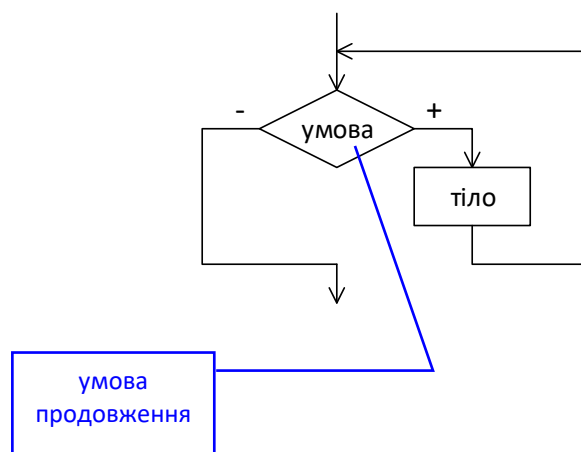 - +
умова
тіло
умова
продовження